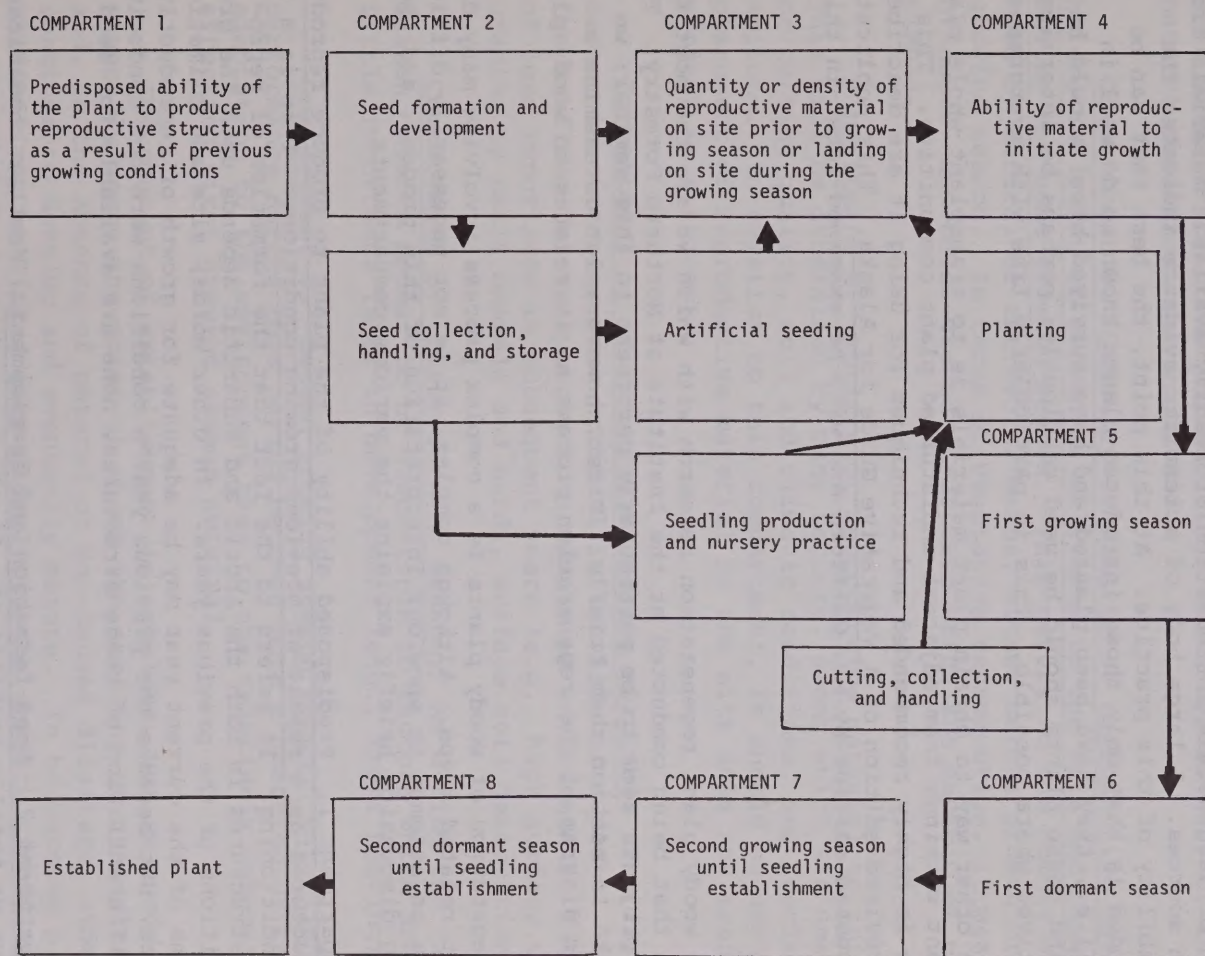 COMPARTMENT 1
COMPARTMENT 2
COMPARTMENT 3
COMPARTMENT 4
Predisposed ability of
the plant to produce
reproductive structures
as a result of previous
growing conditions
Seed formation and
development
Quantity or density of
reproductive material
on site prior to grow-
ing season or landing
on site during the
growing season
Ability of reproduc-
tive material to
initiate growth
Seed collection,
handling, and storage
Artificial seeding
Planting
COMPARTMENT 5
Seedling production
and nursery practice
First growing season
Cutting, collection,
and handling
COMPARTMENT 8
COMPARTMENT 7
COMPARTMENT 6
Established plant
Second dormant season
until seedling
establishment
Second growing season
until seedling
establishment
First dormant season